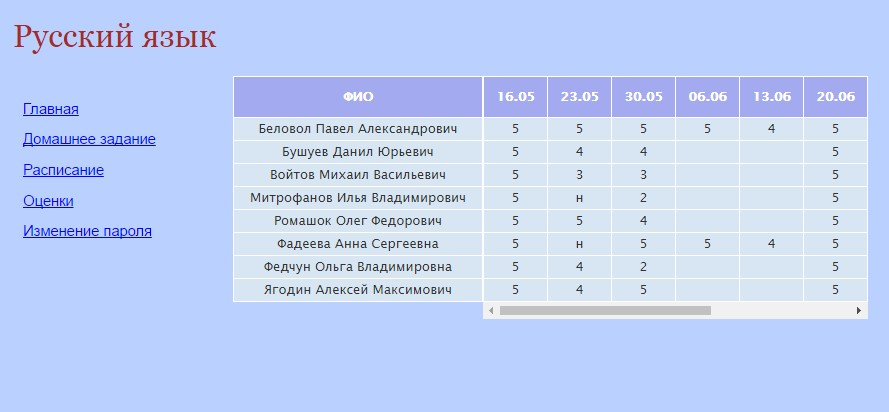 Русский язык
Главная
Домашнее задание
Расписание
Оценки
Изменение пароля
ФИО 16.05 23.05 30.05 06.06 13.06 20.06
Беловол Павел Александрович 5 5 5 5 4 5
Бушуев Данил Юрьевич 5 4 4 5
Войтов Михаил Васильевич 5 3 3 5
Митрофанов Илья Владимирович 5 н 2 5
Ромашок Олег Федорович 5 5 4 5
Фадеева Анна Сергеевна 5 н 5 5 4 5
Федчун Ольга Владимировна 5 4 2 5
Ягодин Алексей Максимович 5 4 5 5